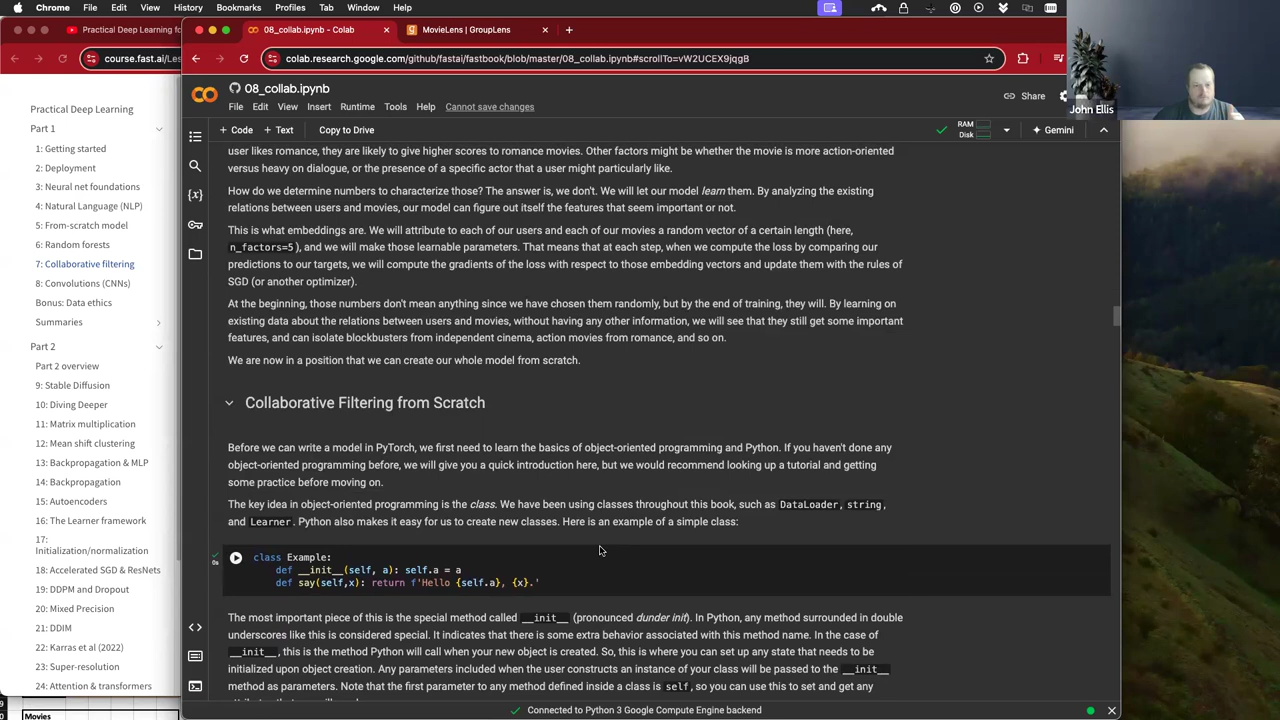 Chrome File Edit View History Bookmarks Profiles Tab Window Help
Practical Deep Learning fo
08_collab.ipynb - Colab
MovieLens | GroupLens
course.fast.ai/Les
colab.research.google.com/github/fastai/fastbook/blob/master/08_collab.ipynb#scrollTo=vW2UCEX9jqgB
John Ellis
08_collab.ipynb
File Edit View Insert Runtime Tools Help Cannot save changes
Share
+ Code + Text Copy to Drive
RAM
Disk
Gemini
Practical Deep Learning
Part 1
1: Getting started
2: Deployment
3: Neural net foundations
4: Natural Language (NLP)
5: From-scratch model
6: Random forests
7: Collaborative filtering
8: Convolutions (CNNs)
Bonus: Data ethics
Summaries
Part 2
Part 2 overview
9: Stable Diffusion
10: Diving Deeper
11: Matrix multiplication
12: Mean shift clustering
13: Backpropagation & MLP
14: Backpropagation
15: Autoencoders
16: The Learner framework
17:
Initialization/normalization
18: Accelerated SGD & ResNets
19: DDPM and Dropout
20: Mixed Precision
21: DDIM
22: Karras et al (2022)
23: Super-resolution
24: Attention & transformers
Movies
user likes romance, they are likely to give higher scores to romance movies. Other factors might be whether the movie is more action-oriented
versus heavy on dialogue, or the presence of a specific actor that a user might particularly like.
How do we determine numbers to characterize those? The answer is, we don't. We will let our model learn them. By analyzing the existing
relations between users and movies, our model can figure out itself the features that seem important or not.
This is what embeddings are. We will attribute to each of our users and each of our movies a random vector of a certain length (here,
n_factors=5), and we will make those learnable parameters. That means that at each step, when we compute the loss by comparing our
predictions to our targets, we will compute the gradients of the loss with respect to those embedding vectors and update them with the rules of
SGD (or another optimizer).
At the beginning, those numbers don't mean anything since we have chosen them randomly, but by the end of training, they will. By learning on
existing data about the relations between users and movies, without having any other information, we will see that they still get some important
features, and can isolate blockbusters from independent cinema, action movies from romance, and so on.
We are now in a position that we can create our whole model from scratch.
Collaborative Filtering from Scratch
Before we can write a model in PyTorch, we first need to learn the basics of object-oriented programming and Python. If you haven't done any
object-oriented programming before, we will give you a quick introduction here, but we would recommend looking up a tutorial and getting
some practice before moving on.
The key idea in object-oriented programming is the class. We have been using classes throughout this book, such as DataLoader, string,
and Learner. Python also makes it easy for us to create new classes. Here is an example of a simple class:
0s
class Example:
def __init__(self, a): self.a = a
def say(self,x): return f'Hello {self.a}, {x}.'
The most important piece of this is the special method called __init__ (pronounced dunder init). In Python, any method surrounded in double
underscores like this is considered special. It indicates that there is some extra behavior associated with this method name. In the case of
__init__, this is the method Python will call when your new object is created. So, this is where you can set up any state that needs to be
initialized upon object creation. Any parameters included when the user constructs an instance of your class will be passed to the __init__
method as parameters. Note that the first parameter to any method defined inside a class is self, so you can use this to set and get any
Connected to Python 3 Google Compute Engine backend